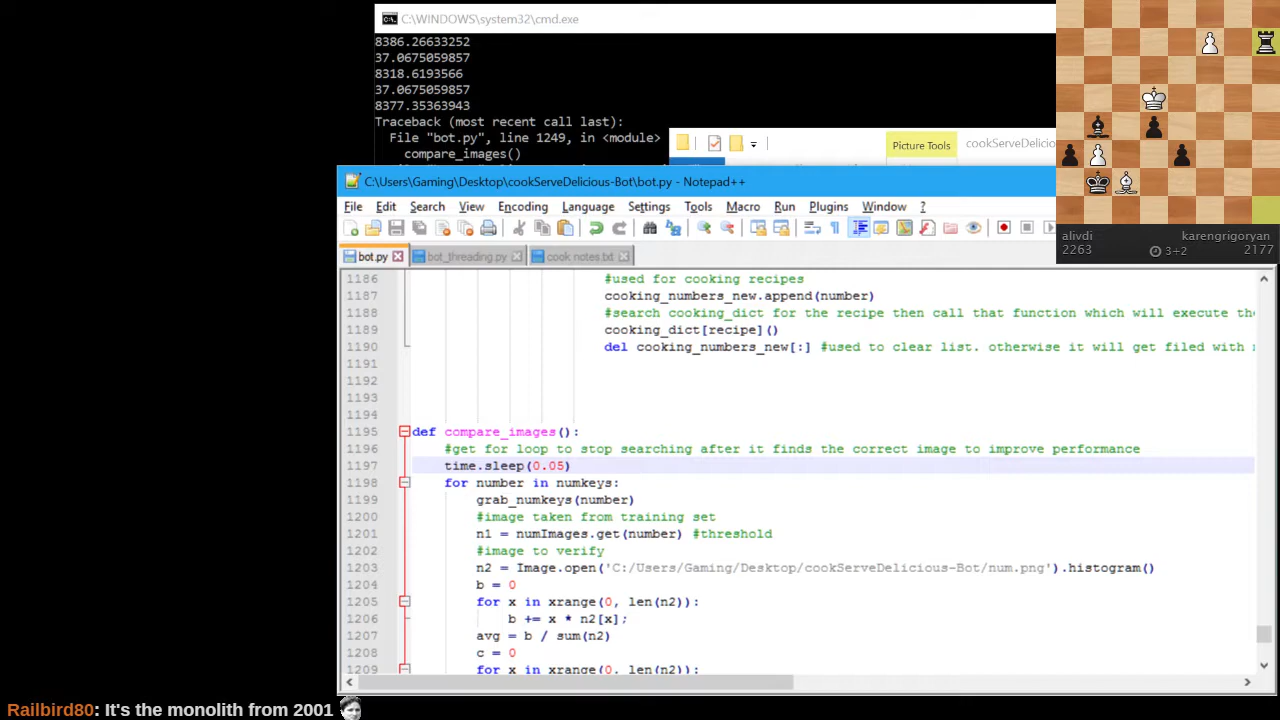 C:\WINDOWS\system32\cmd.exe
8386.26633252
37.0675059857
8318.6193566
37.0675059857
8377.35363943
Traceback (most recent call last):
File "bot.py", line 1249, in <module>
compare_images()
Picture Tools
cookServeDelicio
C:\Users\Gaming\Desktop\cookServeDelicious-Bot\bot.py - Notepad++
File Edit Search View Encoding Language Settings Tools Macro Run Plugins Window ?
bot.py bot_threading.py cook notes.txt
alivdi karengrigoryan
2263 3+2 2177
1186 #used for cooking recipes
1187 cooking_numbers_new.append(number)
1188 #search cooking_dict for the recipe then call that function which will execute the
1189 cooking_dict[recipe]()
1190 del cooking_numbers_new[:] #used to clear list. otherwise it will get filed with
1191
1192
1193
1194
1195 def compare_images():
1196 #get for loop to stop searching after it finds the correct image to improve performance
1197 time.sleep(0.05)
1198 for number in numkeys:
1199 grab_numkeys(number)
1200 #image taken from training set
1201 n1 = numImages.get(number) #threshold
1202 #image to verify
1203 n2 = Image.open('C:/Users/Gaming/Desktop/cookServeDelicious-Bot/num.png').histogram()
1204 b = 0
1205 for x in xrange(0, len(n2)):
1206 b += x * n2[x];
1207 avg = b / sum(n2)
1208 c = 0
1209 for x in xrange(0, len(n2)):
Railbird80: It's the monolith from 2001